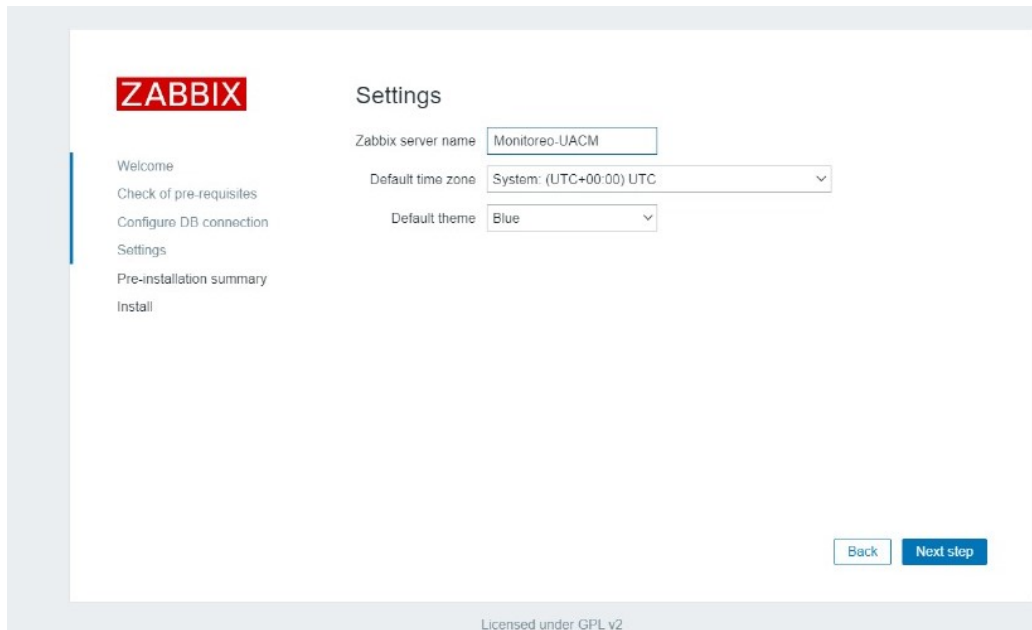 ZABBIX
Settings
Zabbix server name Monitoreo-UACM
Default time zone System: (UTC+00:00) UTC
Default theme Blue
Welcome
Check of pre-requisites
Configure DB connection
Settings
Pre-installation summary
Install
Back Next step
Licensed under GPL v2